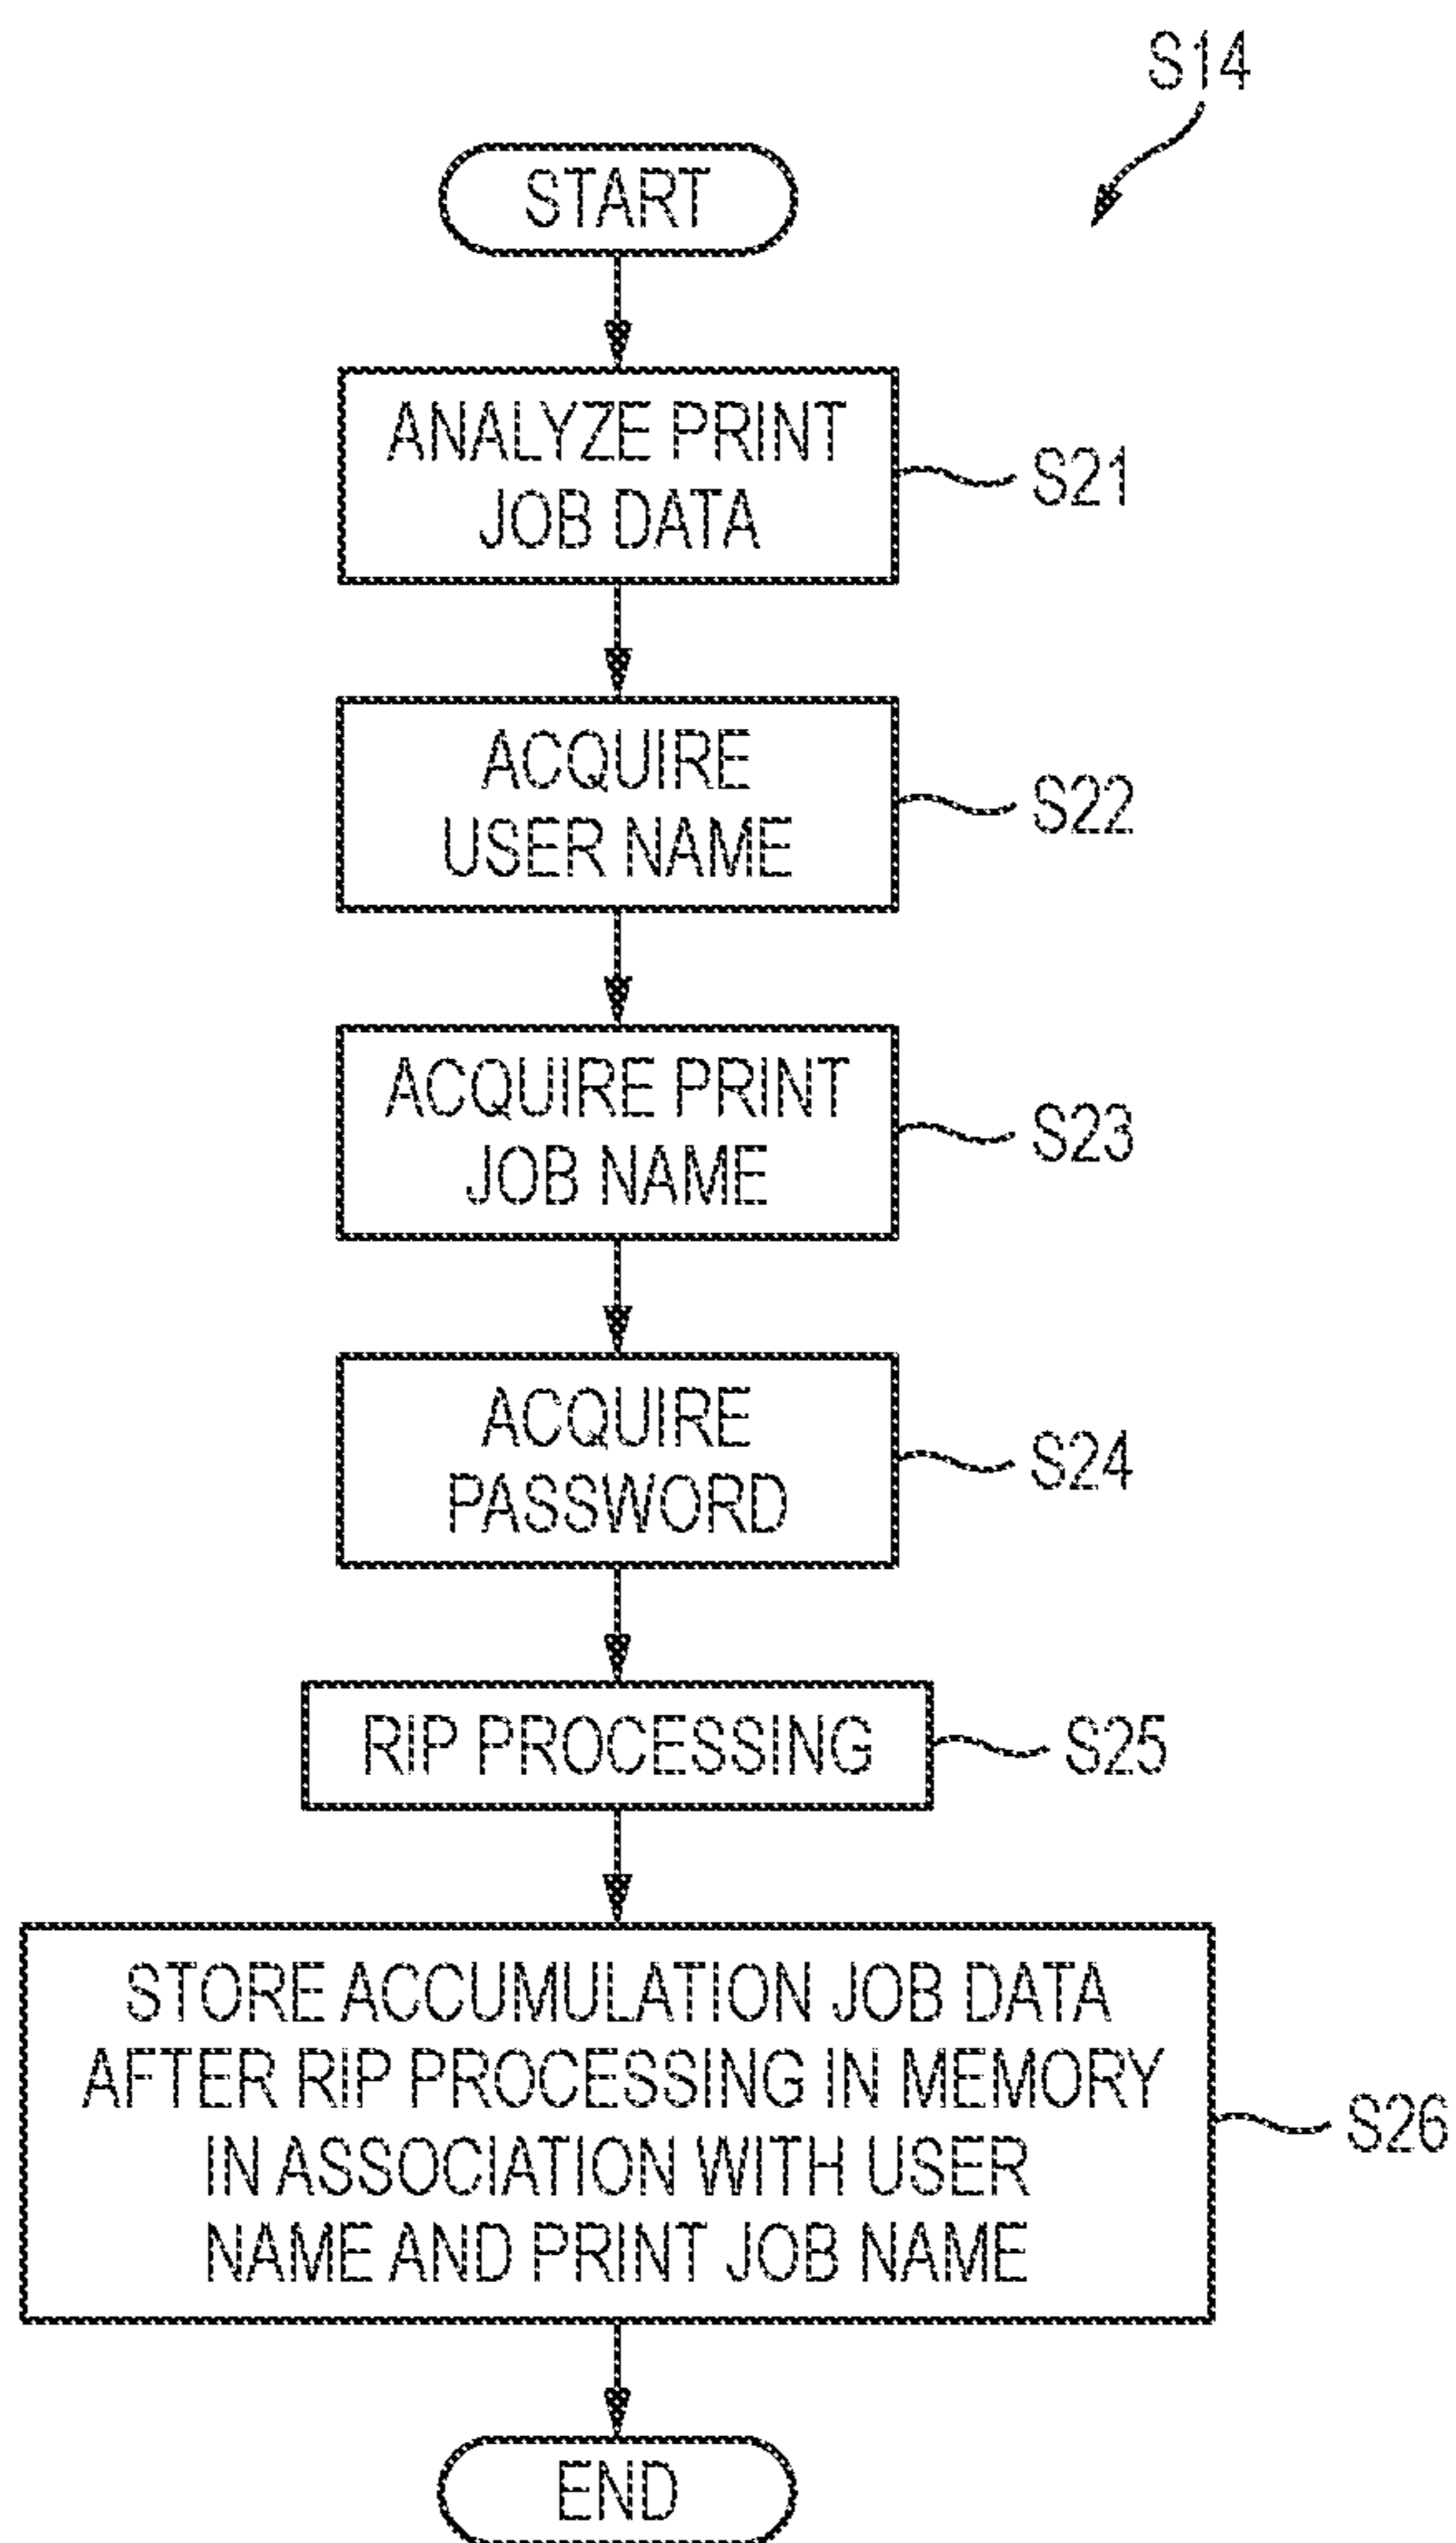 S14
START
ANALYZE PRINT
JOB DATA
S21
ACQUIRE
USER NAME
S22
ACQUIRE PRINT
JOB NAME
S23
ACQUIRE
PASSWORD
S24
RIP PROCESSING
S25
STORE ACCUMULATION JOB DATA
AFTER RIP PROCESSING IN MEMORY
IN ASSOCIATION WITH USER
NAME AND PRINT JOB NAME
S26
END